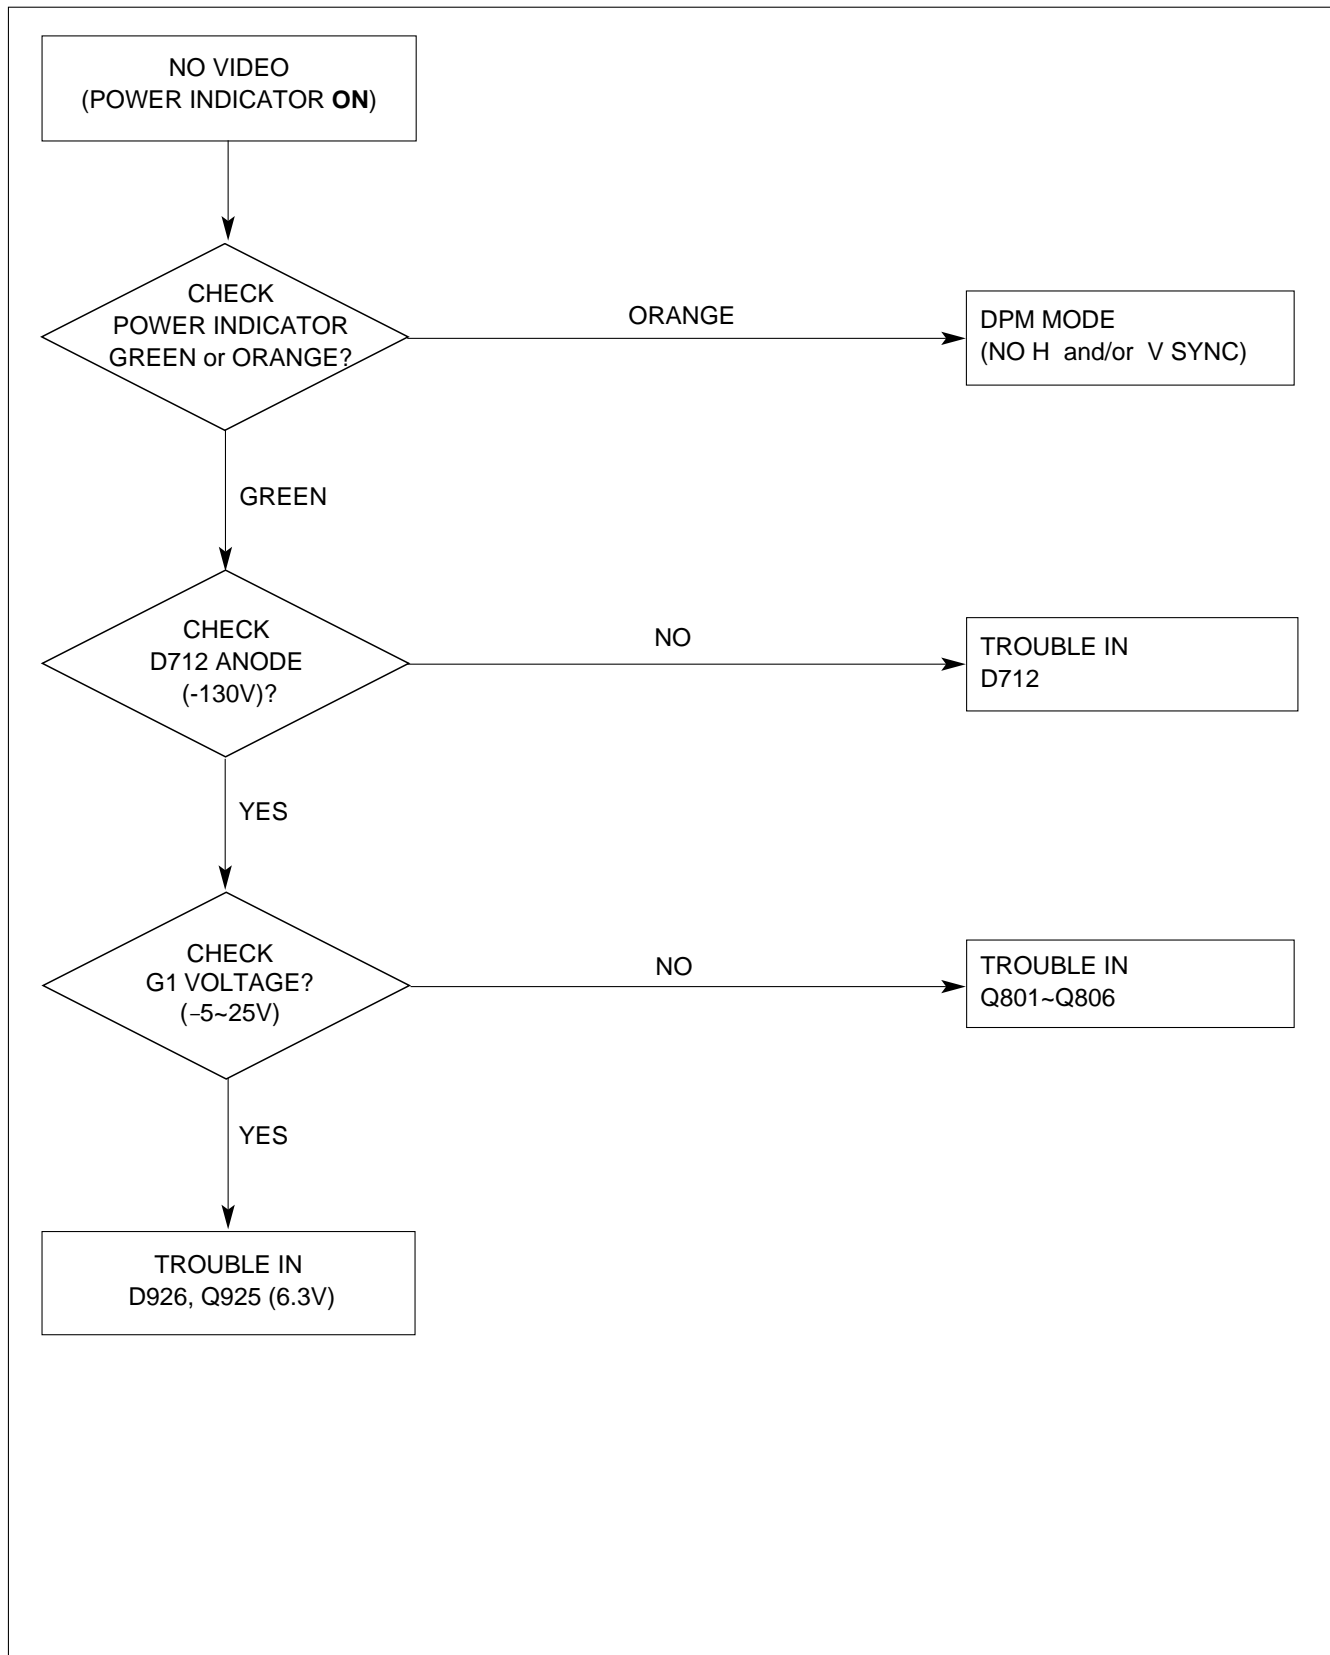 NO VIDEO
(POWER INDICATOR ON)
CHECK
POWER INDICATOR
GREEN or ORANGE?
ORANGE
DPM MODE
(NO H and/or V SYNC)
GREEN
CHECK
D712 ANODE
(-130V)?
NO
TROUBLE IN
D712
YES
CHECK
G1 VOLTAGE?
(–5~25V)
NO
TROUBLE IN
Q801~Q806
YES
TROUBLE IN
D926, Q925 (6.3V)